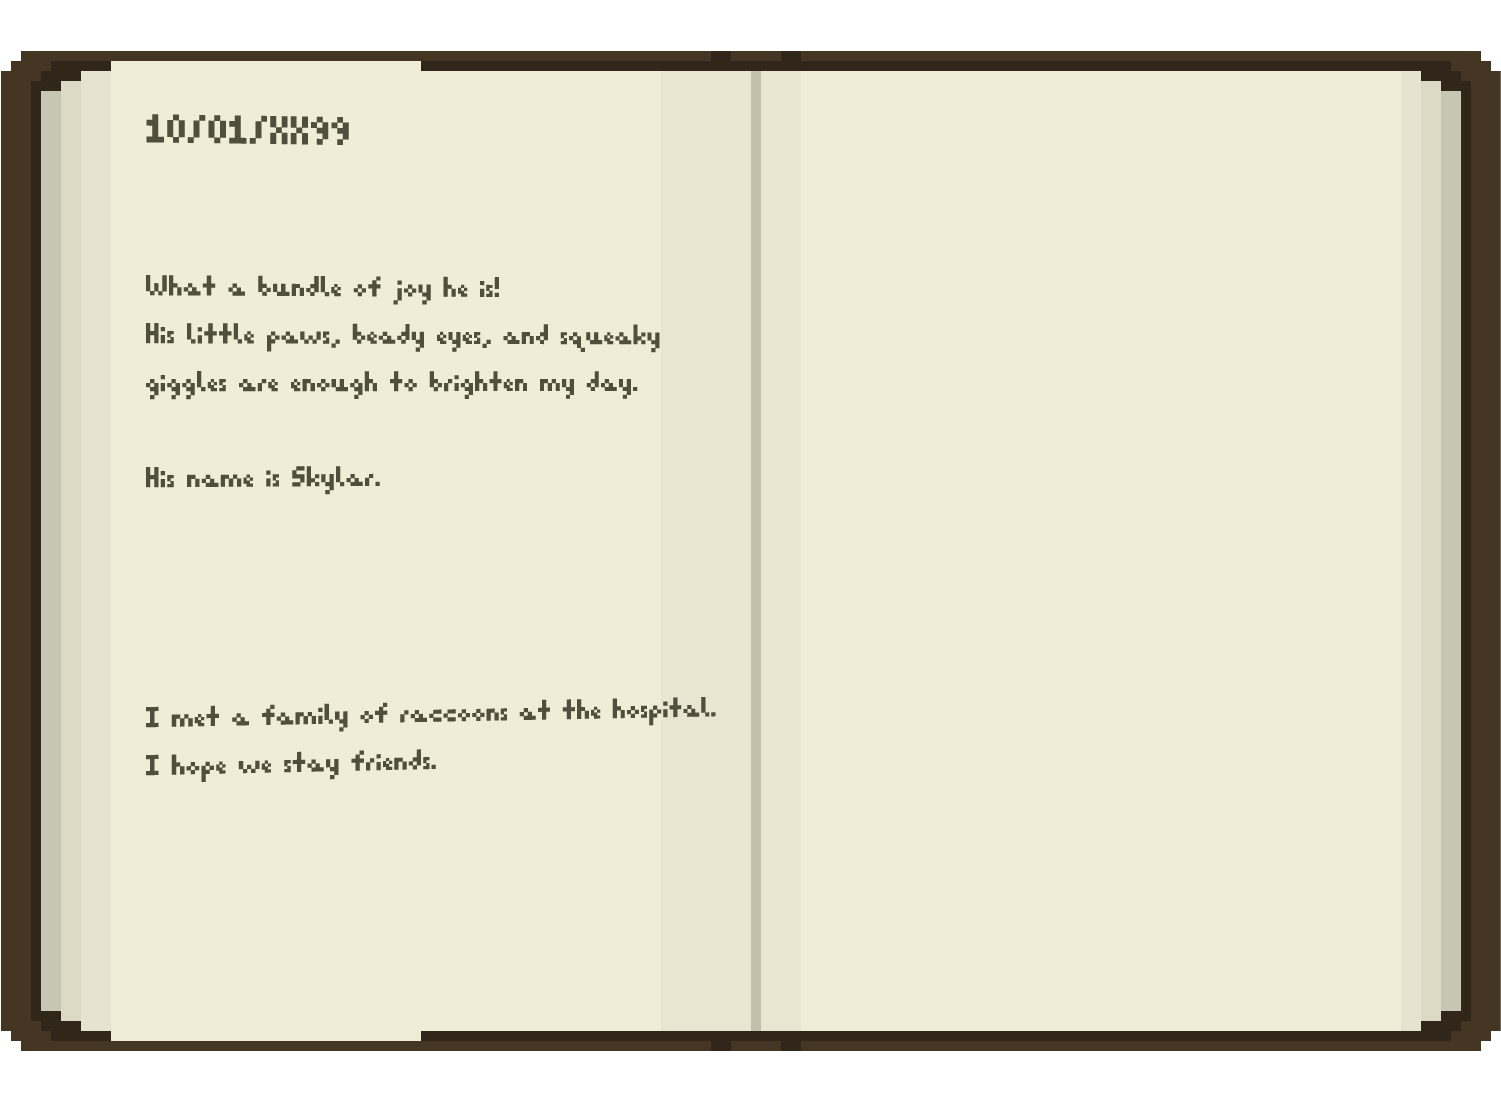 10/01/XX99
What a bundle of joy he is!
His little paws, beady eyes, and squeaky
giggles are enough to brighten my day.
His name is Skylar.
I met a family of raccoons at the hospital.
I hope we stay friends.